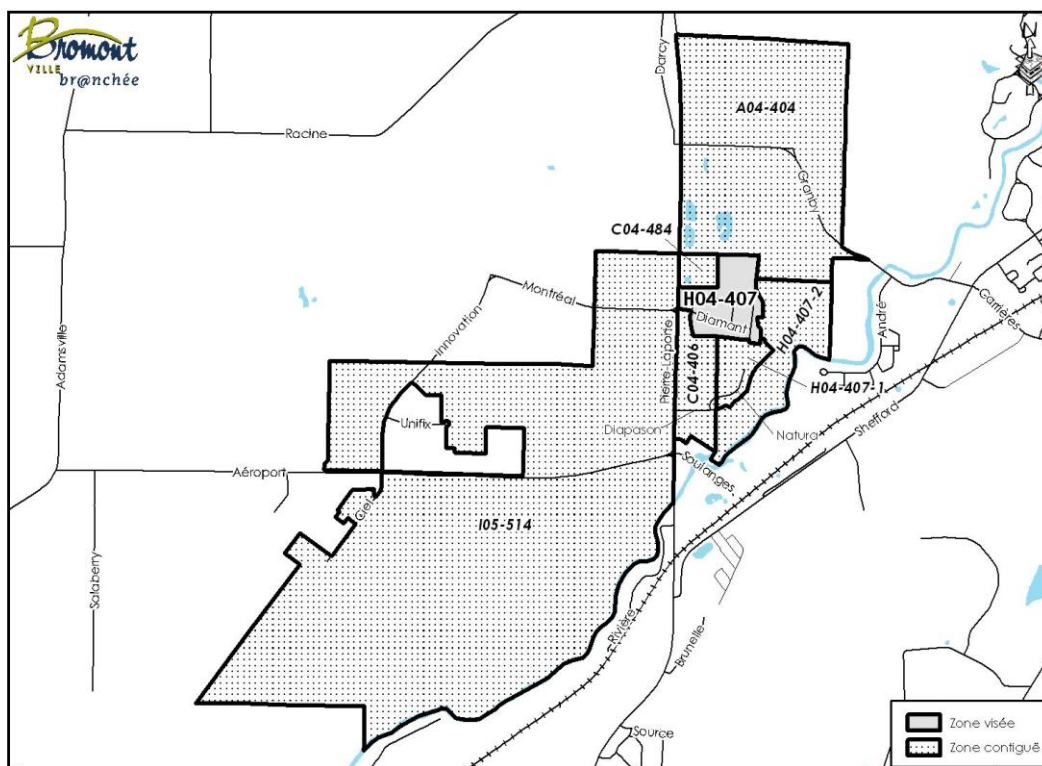 Bromont
VILLE
br@nchée
N
Darcy
A04-404
Racine
Granby
C04-484
Montréal
H04-407
Diamant
H04-407-2
Innovation
Adamsville
Pierre-Laporte
C04-406
André
Carrières
H04-407-1
Unifix
Diapason
Natura
Shefford
Aéroport
Soulanges
Ciel
I05-514
Salaberry
Rivière
Brunelle
Source
Zone visée
Zone contiguë